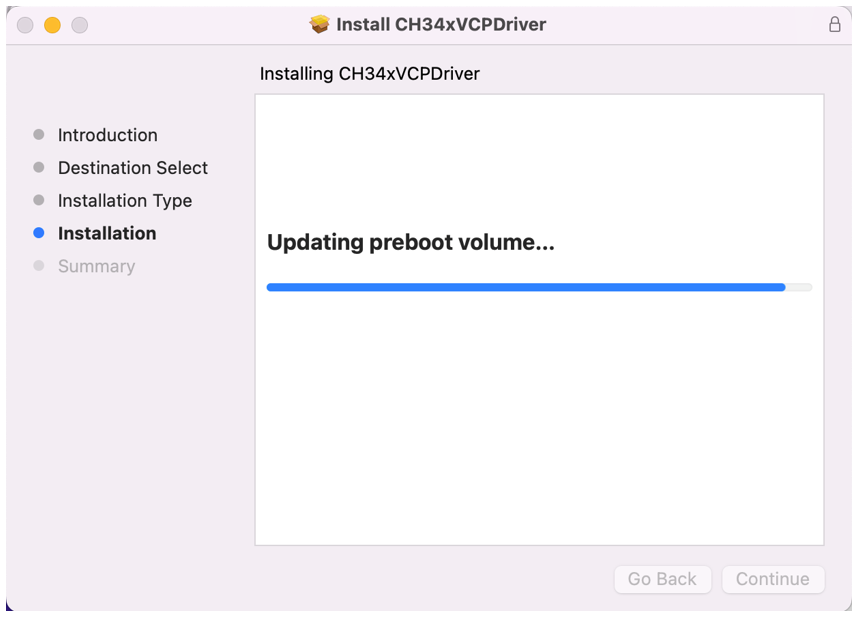 Install CH34xVCPDriver
Installing CH34xVCPDriver
Introduction
Destination Select
Installation Type
Installation
Summary
Updating preboot volume...
Go Back
Continue